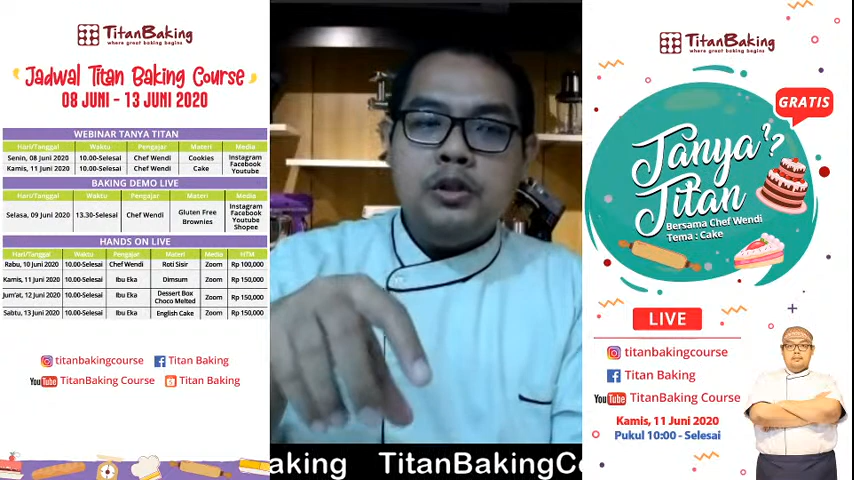 TitanBaking
where great baking begins
Jadwal Titan Baking Course
08 JUNI - 13 JUNI 2020
WEBINAR TANYA TITAN
Hari/Tanggal Waktu Pengajar Materi Media
Senin, 08 Juni 2020 10.00-Selesai Chef Wendi Cookies Instagram
Facebook
Youtube
Kamis, 11 Juni 2020 10.00-Selesai Chef Wendi Cake
BAKING DEMO LIVE
Hari/Tanggal Waktu Pengajar Materi Media
Selasa, 09 Juni 2020 13.30-Selesai Chef Wendi Gluten Free
Brownies
Instagram
Facebook
Youtube
Shopee
HANDS ON LIVE
Hari/Tanggal Waktu Pengajar Materi Media HTM
Rabu, 10 Juni 2020 10.00-Selesai Chef Wendi Roti Sisir Zoom Rp 100,000
Kamis, 11 Juni 2020 10.00-Selesai Ibu Eka Dimsum Zoom Rp 150,000
Jum'at, 12 Juni 2020 10.00-Selesai Ibu Eka Dessert Box
Choco Melted Zoom Rp 150,000
Sabtu, 13 Juni 2020 10.00-Selesai Ibu Eka English Cake Zoom Rp 150,000
titanbakingcourse Titan Baking
YouTube TitanBaking Course Titan Baking
aking TitanBakingCo
TitanBaking
where great baking begins
GRATIS
Tanya
Titan ?
Bersama Chef Wendi
Tema : Cake
LIVE
titanbakingcourse
Titan Baking
YouTube TitanBaking Course
Kamis, 11 Juni 2020
Pukul 10:00 - Selesai